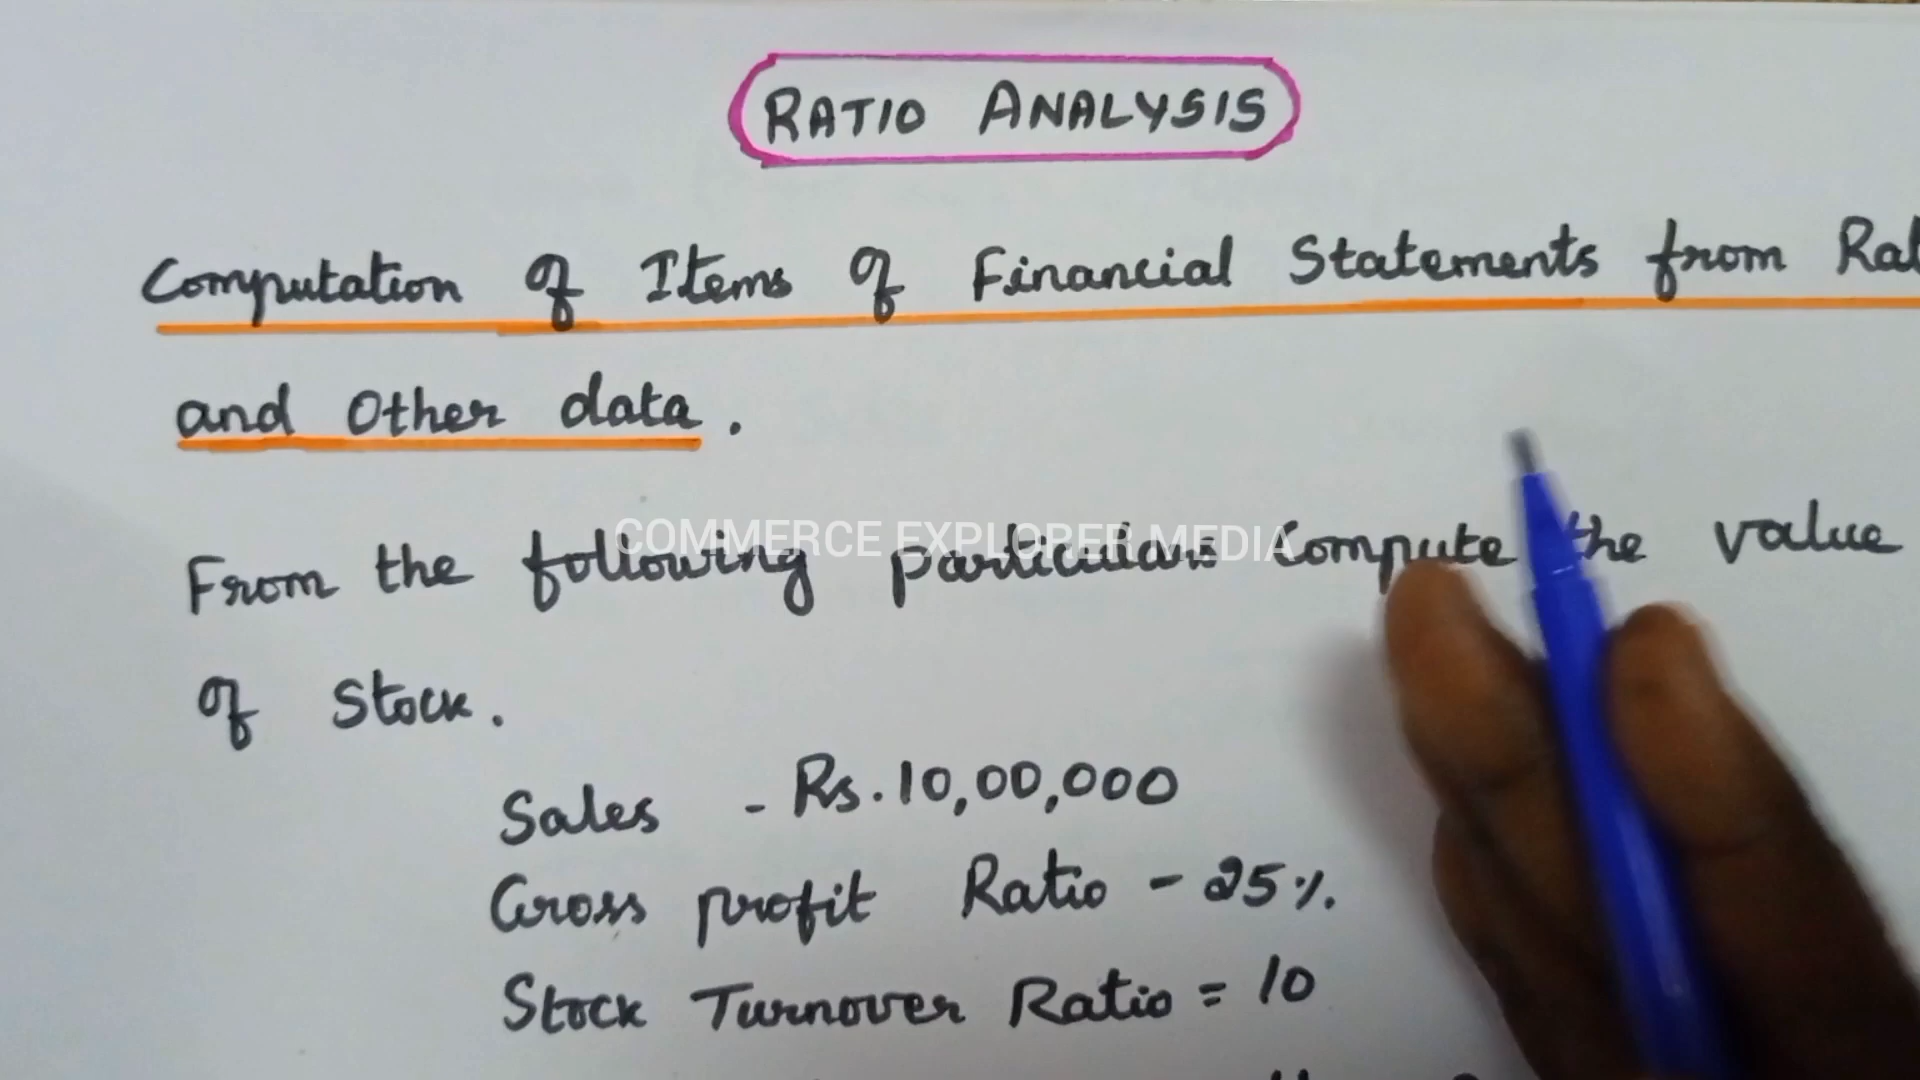 RATIO ANALYSIS
Computation of Items of Financial Statements from Rat
and Other data.
From the following particulars Compute the value
COMMERCE EXPLORER MEDIA
of Stock.
Sales - Rs. 10,00,000
Gross profit Ratio - 25%.
Stock Turnover Ratio = 10